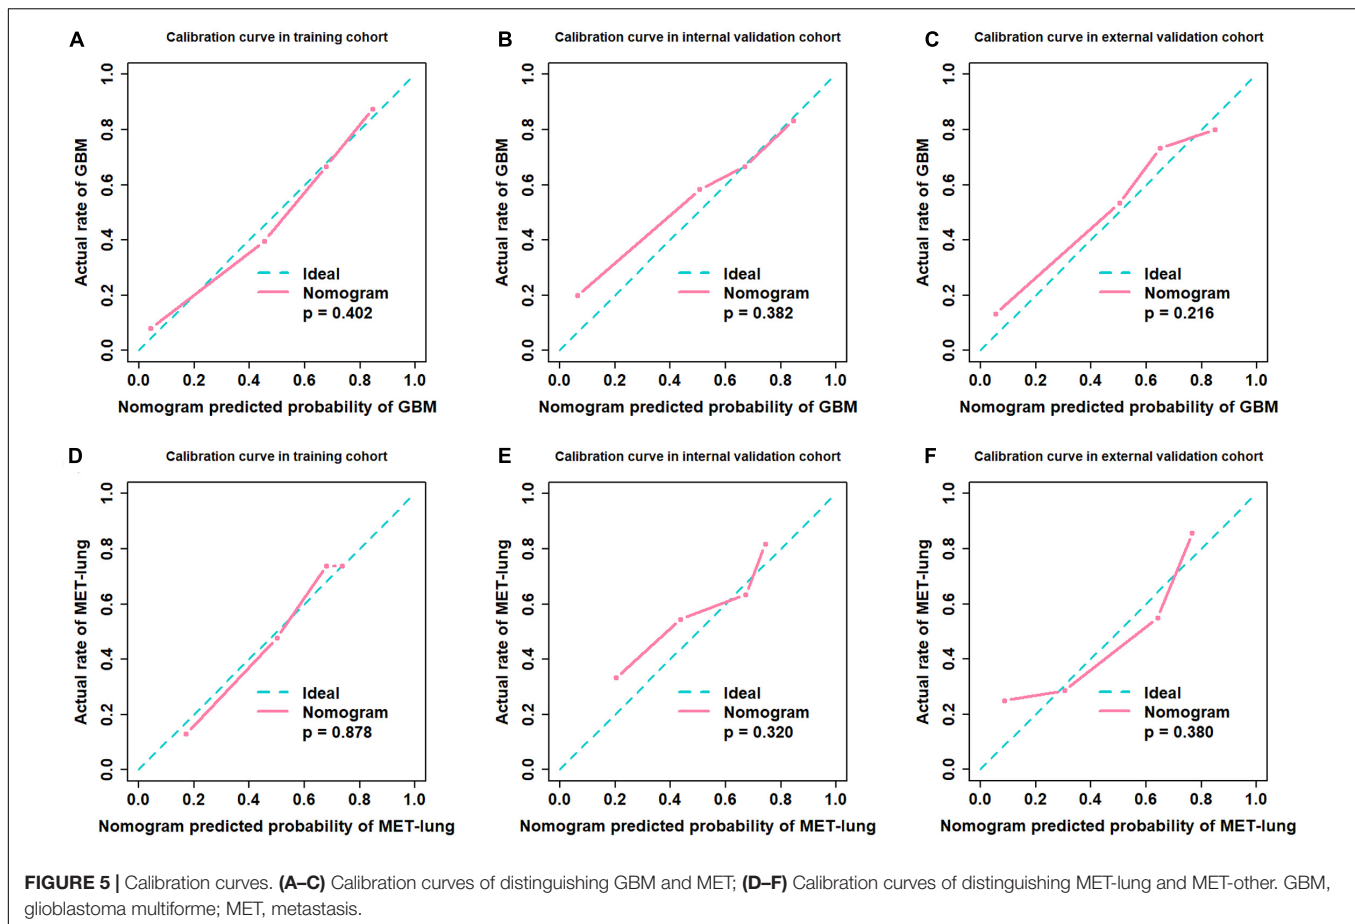 A
Calibration curve in training cohort
Actual rate of GBM
1.0
0.8
0.6
0.4
0.2
0.0
Ideal
Nomogram
p = 0.402
0.0 0.2 0.4 0.6 0.8 1.0
Nomogram predicted probability of GBM
B
Calibration curve in internal validation cohort
Actual rate of GBM
1.0
0.8
0.6
0.4
0.2
0.0
Ideal
Nomogram
p = 0.382
0.0 0.2 0.4 0.6 0.8 1.0
Nomogram predicted probability of GBM
C
Calibration curve in external validation cohort
Actual rate of GBM
1.0
0.8
0.6
0.4
0.2
0.0
Ideal
Nomogram
p = 0.216
0.0 0.2 0.4 0.6 0.8 1.0
Nomogram predicted probability of GBM
D
Calibration curve in training cohort
Actual rate of MET-lung
1.0
0.8
0.6
0.4
0.2
0.0
Ideal
Nomogram
p = 0.878
0.0 0.2 0.4 0.6 0.8 1.0
Nomogram predicted probability of MET-lung
E
Calibration curve in internal validation cohort
Actual rate of MET-lung
1.0
0.8
0.6
0.4
0.2
0.0
Ideal
Nomogram
p = 0.320
0.0 0.2 0.4 0.6 0.8 1.0
Nomogram predicted probability of MET-lung
F
Calibration curve in external validation cohort
Actual rate of MET-lung
1.0
0.8
0.6
0.4
0.2
0.0
Ideal
Nomogram
p = 0.380
0.0 0.2 0.4 0.6 0.8 1.0
Nomogram predicted probability of MET-lung
FIGURE 5 | Calibration curves. (A–C) Calibration curves of distinguishing GBM and MET; (D–F) Calibration curves of distinguishing MET-lung and MET-other. GBM,
glioblastoma multiforme; MET, metastasis.